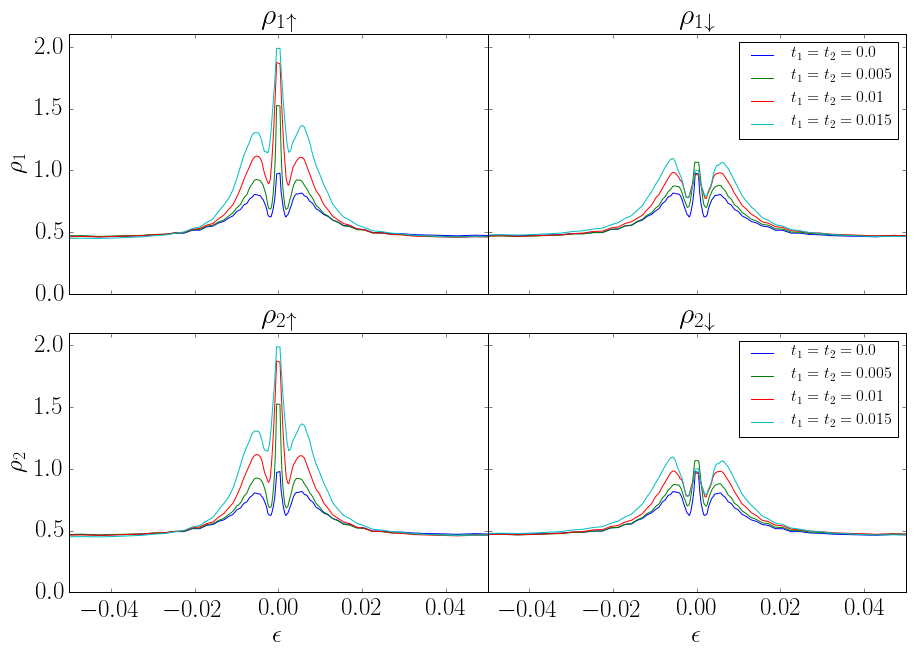 ρ1↑ ρ1↓
2.0
1.5
1.0
0.5
0.0
ρ1
t1 = t2 = 0.0
t1 = t2 = 0.005
t1 = t2 = 0.01
t1 = t2 = 0.015
ρ2↑ ρ2↓
2.0
1.5
1.0
0.5
0.0
ρ2
t1 = t2 = 0.0
t1 = t2 = 0.005
t1 = t2 = 0.01
t1 = t2 = 0.015
−0.04 −0.02 0.00 0.02 0.04 −0.04 −0.02 0.00 0.02 0.04
ϵ ϵ